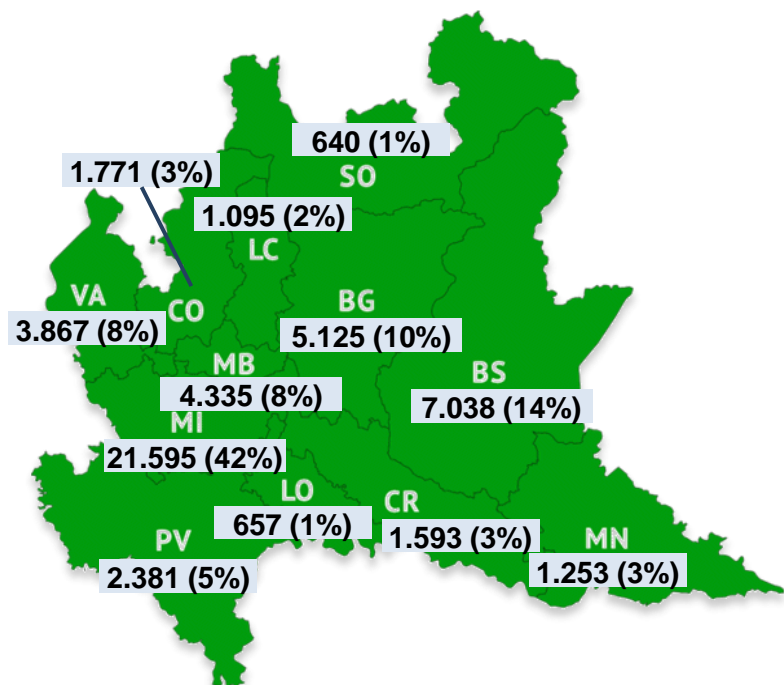 640 (1%)
SO
1.771 (3%)
1.095 (2%)
LC
VA
CO
3.867 (8%)
BG
5.125 (10%)
MB
4.335 (8%)
BS
7.038 (14%)
MI
21.595 (42%)
LO
657 (1%)
CR
1.593 (3%)
PV
2.381 (5%)
MN
1.253 (3%)